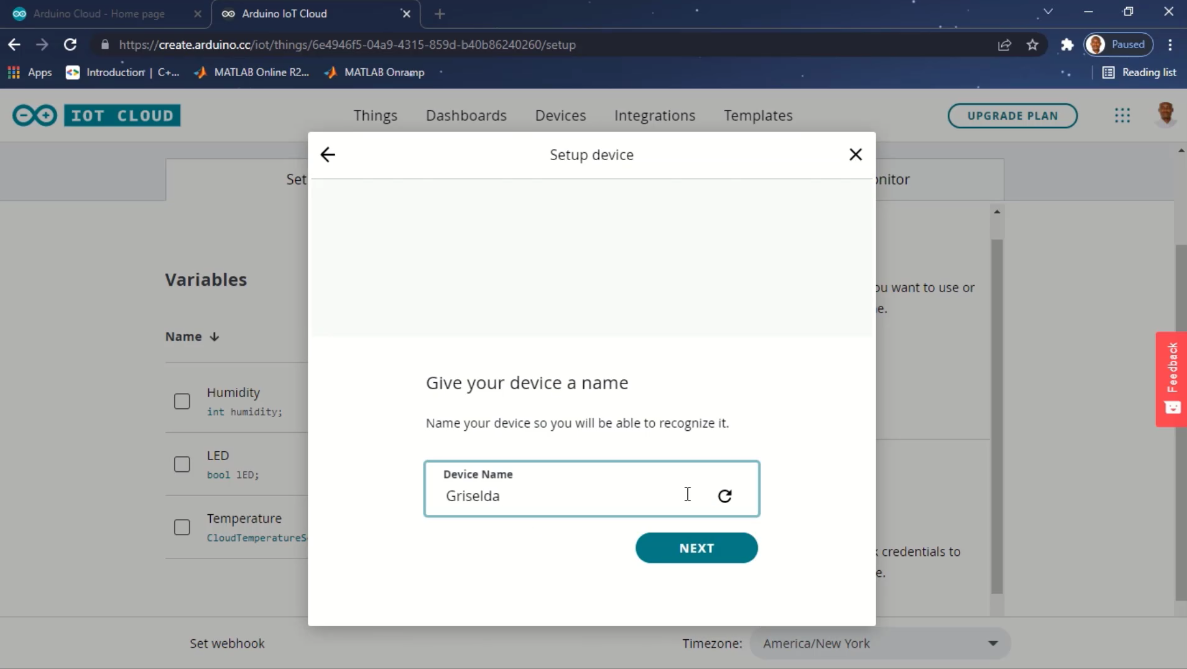 Arduino Cloud - Home page
Arduino IoT Cloud
https://create.arduino.cc/iot/things/6e4946f5-04a9-4315-859d-b40b86240260/setup
Paused
Apps
Introduction | C+...
MATLAB Online R2...
MATLAB Onramp
Reading list
IOT CLOUD
Things
Dashboards
Devices
Integrations
Templates
UPGRADE PLAN
Setup device
Set
onitor
Variables
ou want to use or
e.
Name
Humidity
int humidity;
LED
bool lED;
Temperature
CloudTemperatureS
Give your device a name
Name your device so you will be able to recognize it.
Device Name
Griselda
NEXT
k credentials to
e.
Feedback
Set webhook
Timezone:
America/New York